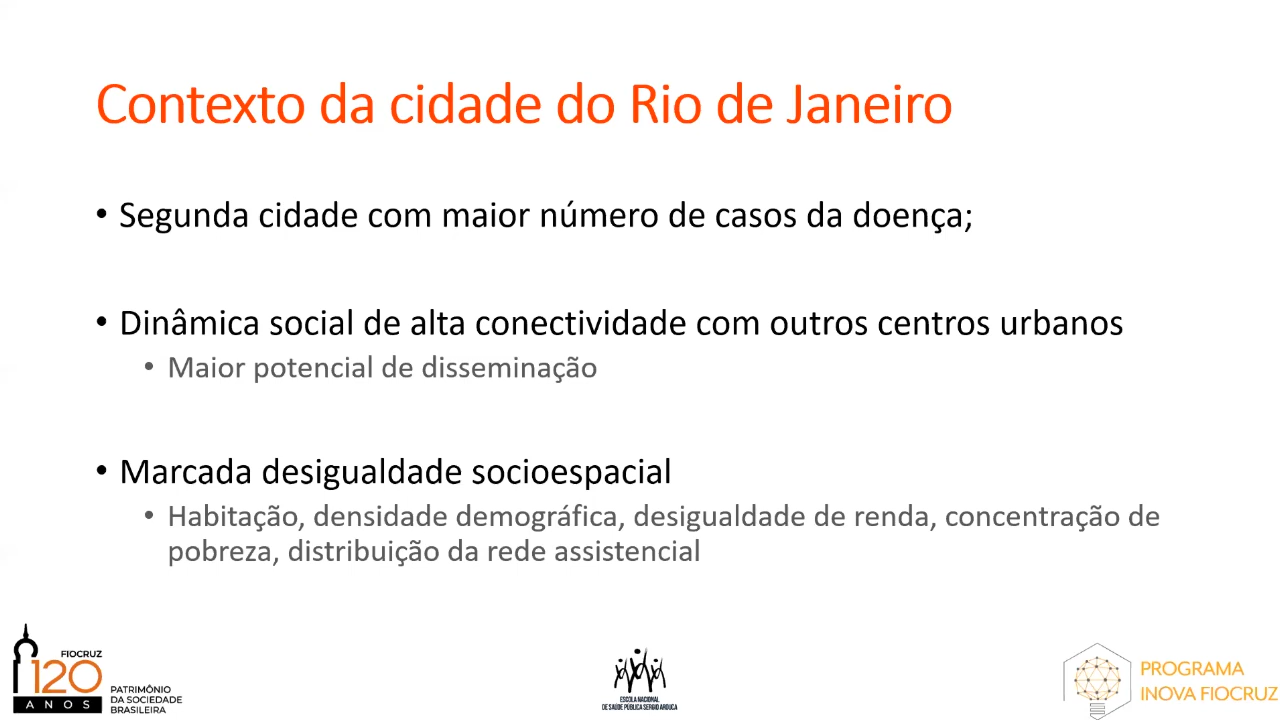 Contexto da cidade do Rio de Janeiro
• Segunda cidade com maior número de casos da doença;
• Dinâmica social de alta conectividade com outros centros urbanos
• Maior potencial de disseminação
• Marcada desigualdade socioespacial
• Habitação, densidade demográfica, desigualdade de renda, concentração de
pobreza, distribuição da rede assistencial
FIOCRUZ
120
ANOS
PATRIMÔNIO
DA SOCIEDADE
BRASILEIRA
ESCOLA NACIONAL
DE SAÚDE PÚBLICA SERGIO AROUCA
PROGRAMA
INOVA FIOCRUZ